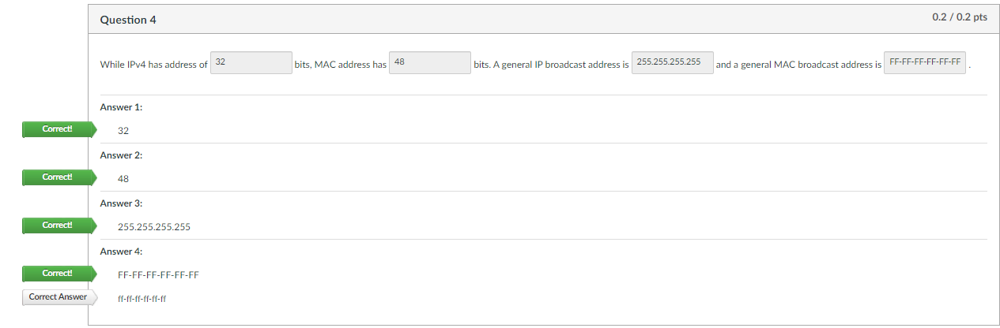 Question 4 0.2 / 0.2 pts
While IPv4 has address of 32 bits, MAC address has 48 bits. A general IP broadcast address is 255.255.255.255 and a general MAC broadcast address is FF-FF-FF-FF-FF-FF .
Answer 1:
Correct! 32
Answer 2:
Correct! 48
Answer 3:
Correct! 255.255.255.255
Answer 4:
Correct! FF-FF-FF-FF-FF-FF
Correct Answer ff-ff-ff-ff-ff-ff